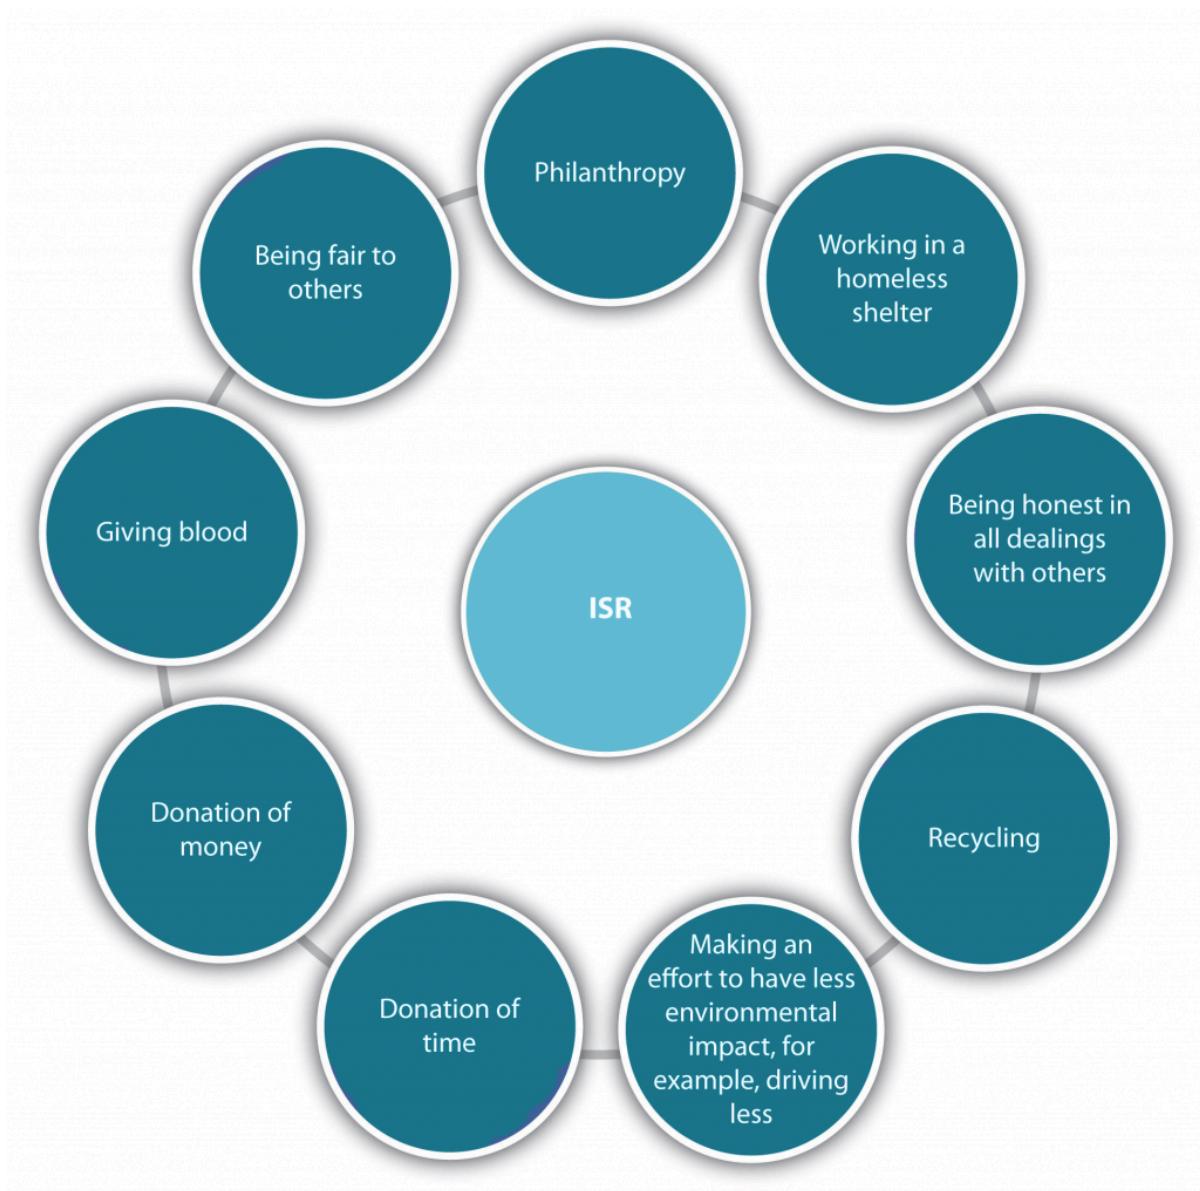 Philanthropy
Working in a
homeless
shelter
Being honest in
all dealings
with others
Recycling
Making an
effort to have less
environmental
impact, for
example, driving
less
Donation of
time
Donation of
money
Giving blood
Being fair to
others
ISR